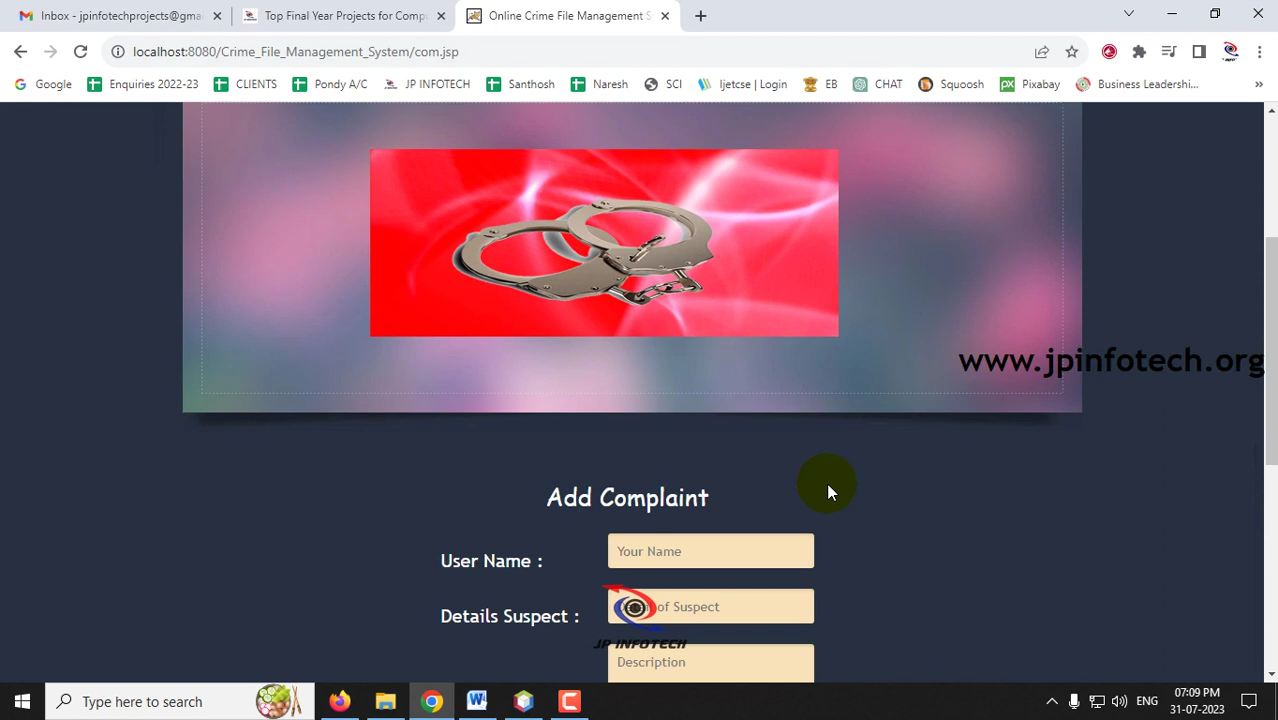 Inbox - jpinfotechprojects@gma
Top Final Year Projects for Compu
Online Crime File Management S
localhost:8080/Crime_File_Management_System/com.jsp
Google
Enquiries 2022-23
CLIENTS
Pondy A/C
JP INFOTECH
Santhosh
Naresh
SCI
Ijetcse | Login
EB
CHAT
Squoosh
Pixabay
Business Leadershi...
»
www.jpinfotech.org
Add Complaint
User Name :
Your Name
Details Suspect :
of Suspect
JP INFOTECH
Description
Type here to search
ENG
07:09 PM
31-07-2023